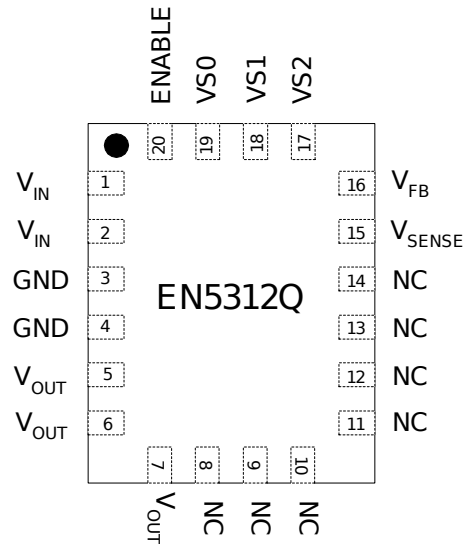 ENABLE VS0 VS1 VS2
20 19 18 17
V_IN 1 16 V_FB
V_IN 2 15 V_SENSE
GND 3 14 NC
EN5312Q
GND 4 13 NC
V_OUT 5 12 NC
V_OUT 6 11 NC
7 8 9 10
V_OUT NC NC NC